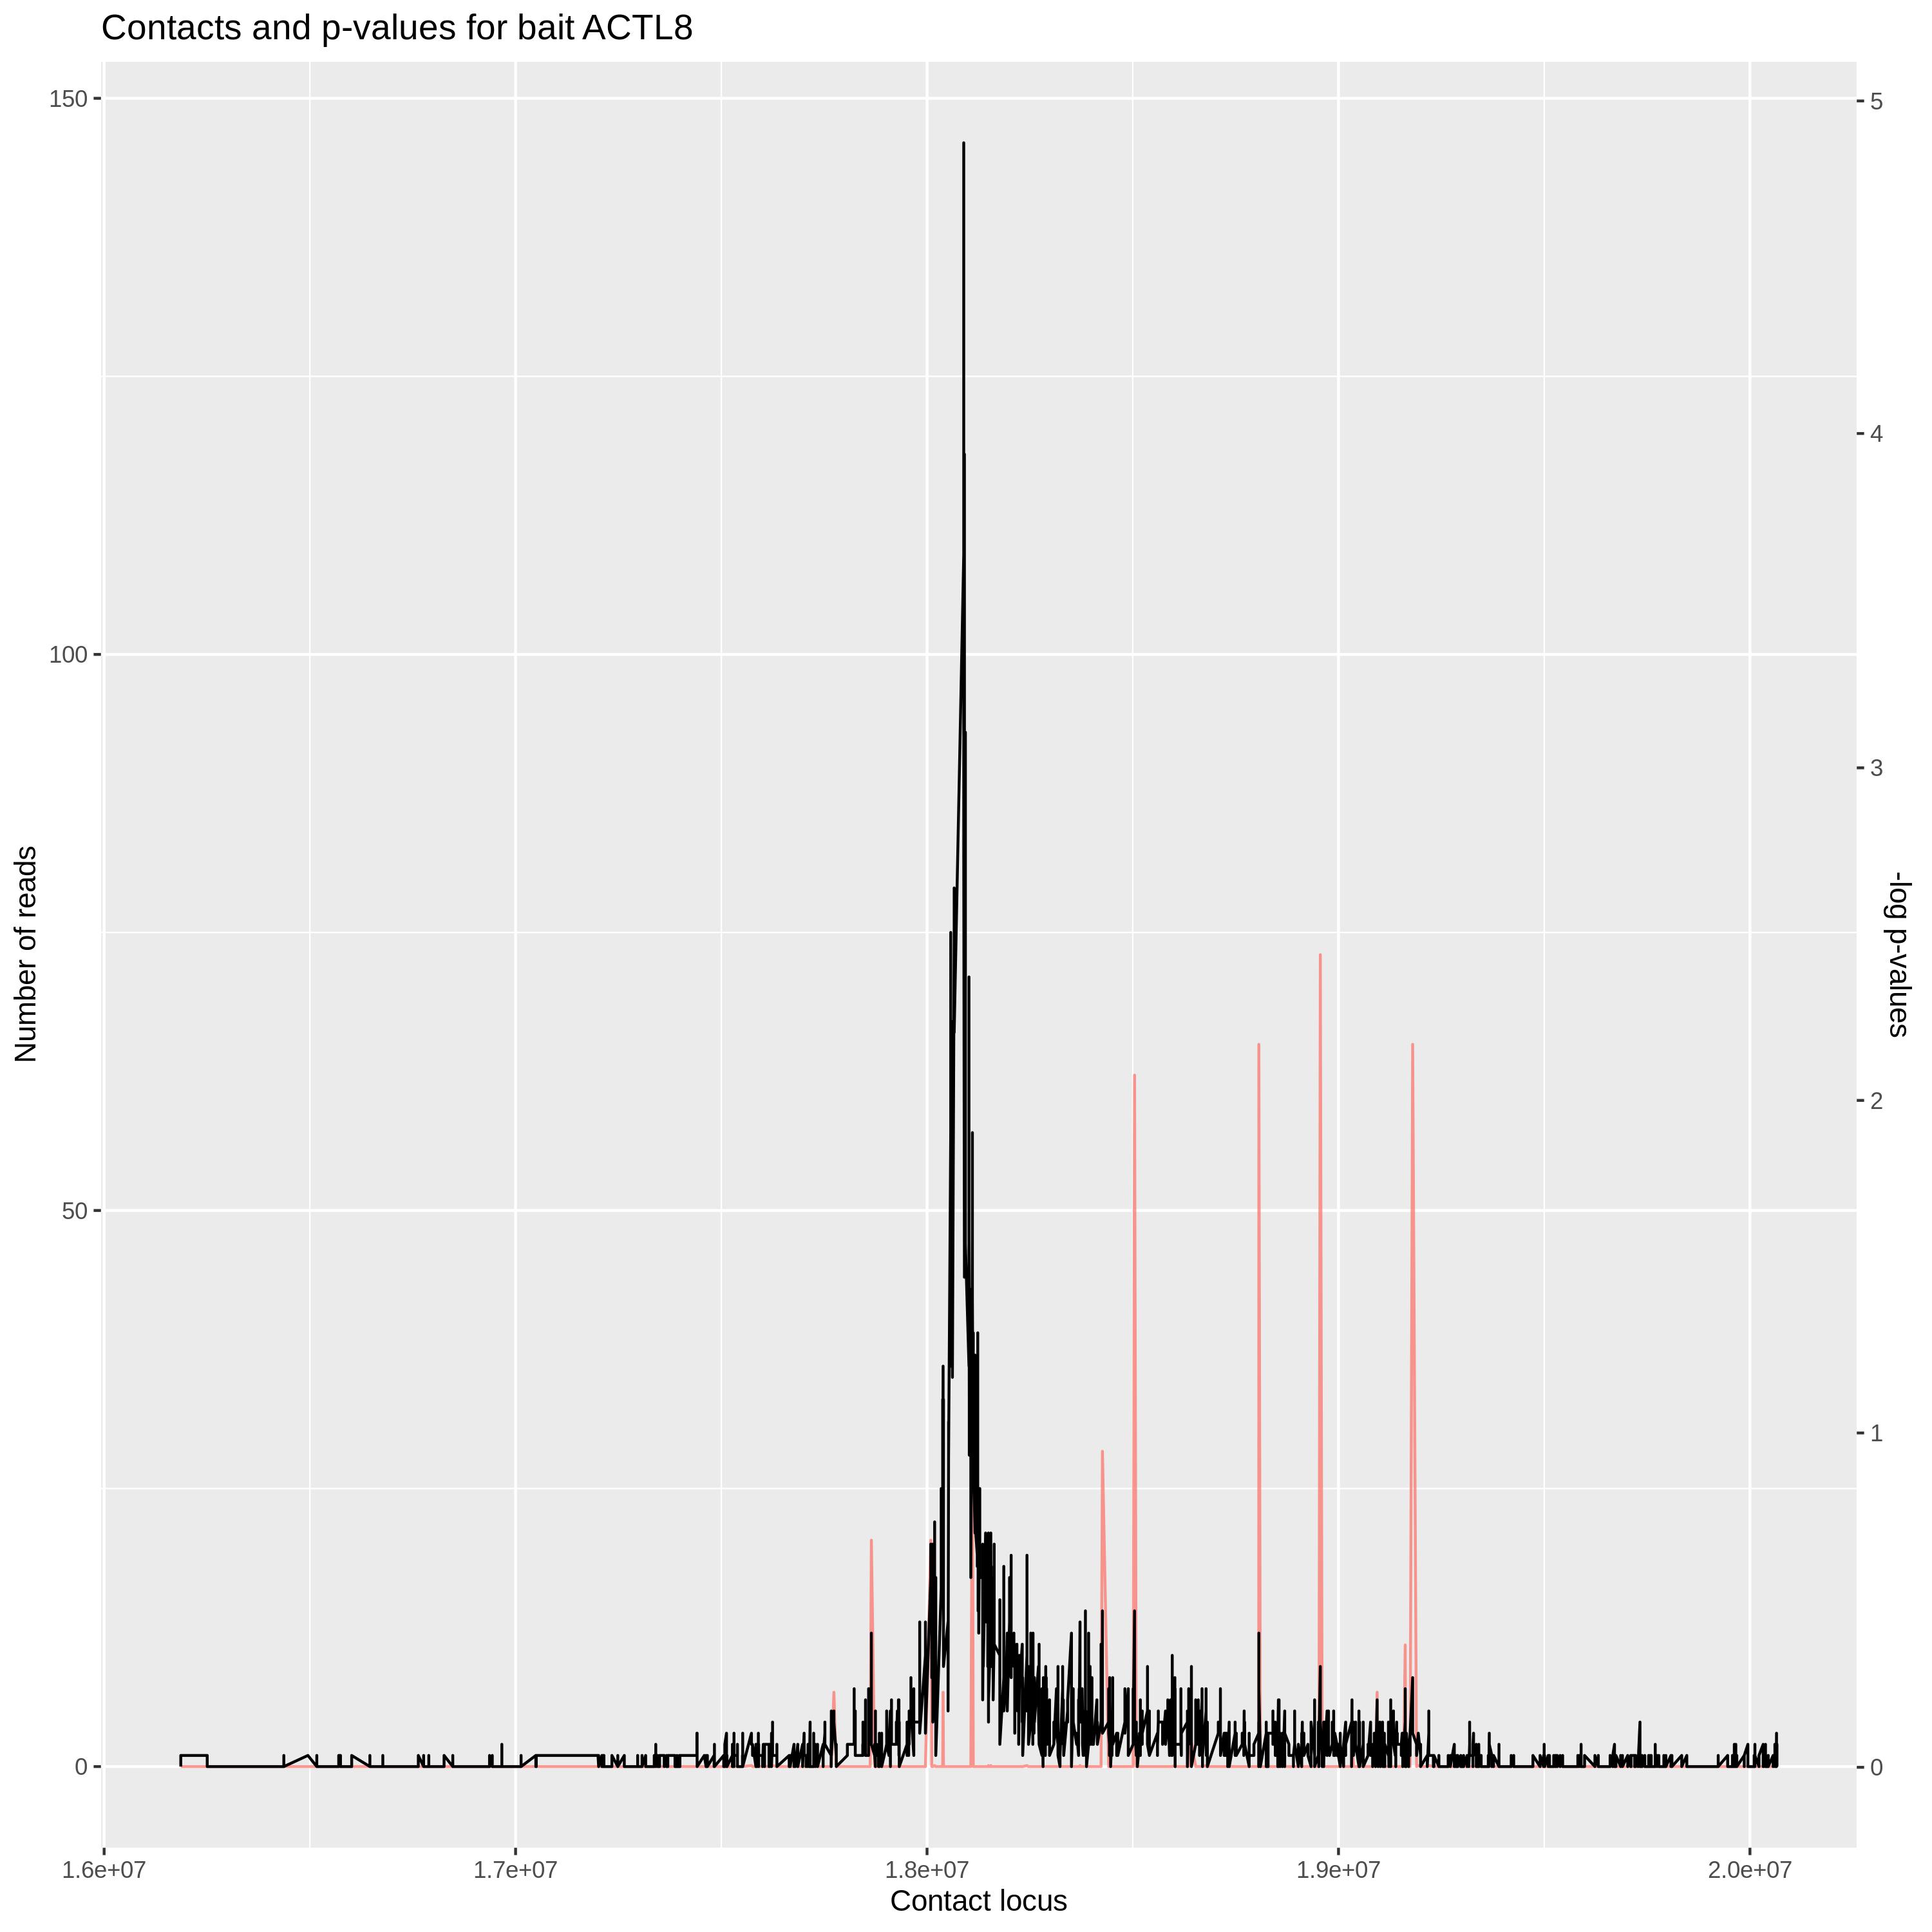 Contacts and p-values for bait ACTL8
150
100
50
0
Number of reads
5
4
3
2
1
0
-log p-values
1.6e+07
1.7e+07
1.8e+07
1.9e+07
2.0e+07
Contact locus